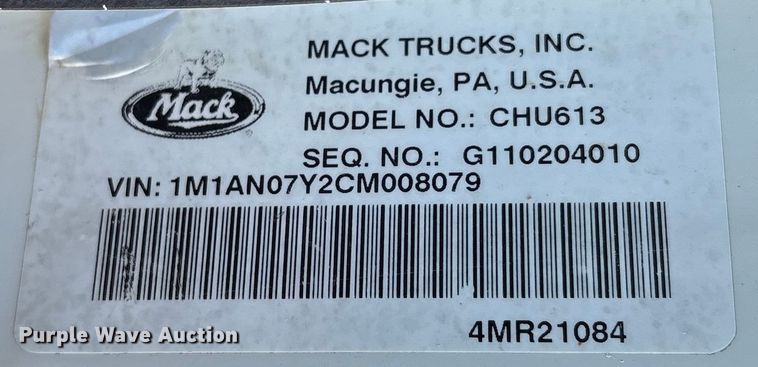 MACK TRUCKS, INC.
Macungie, PA, U.S.A.
Mack
MODEL NO.: CHU613
SEQ. NO.: G110204010
VIN: 1M1AN07Y2CM008079
Purple Wave Auction
4MR21084